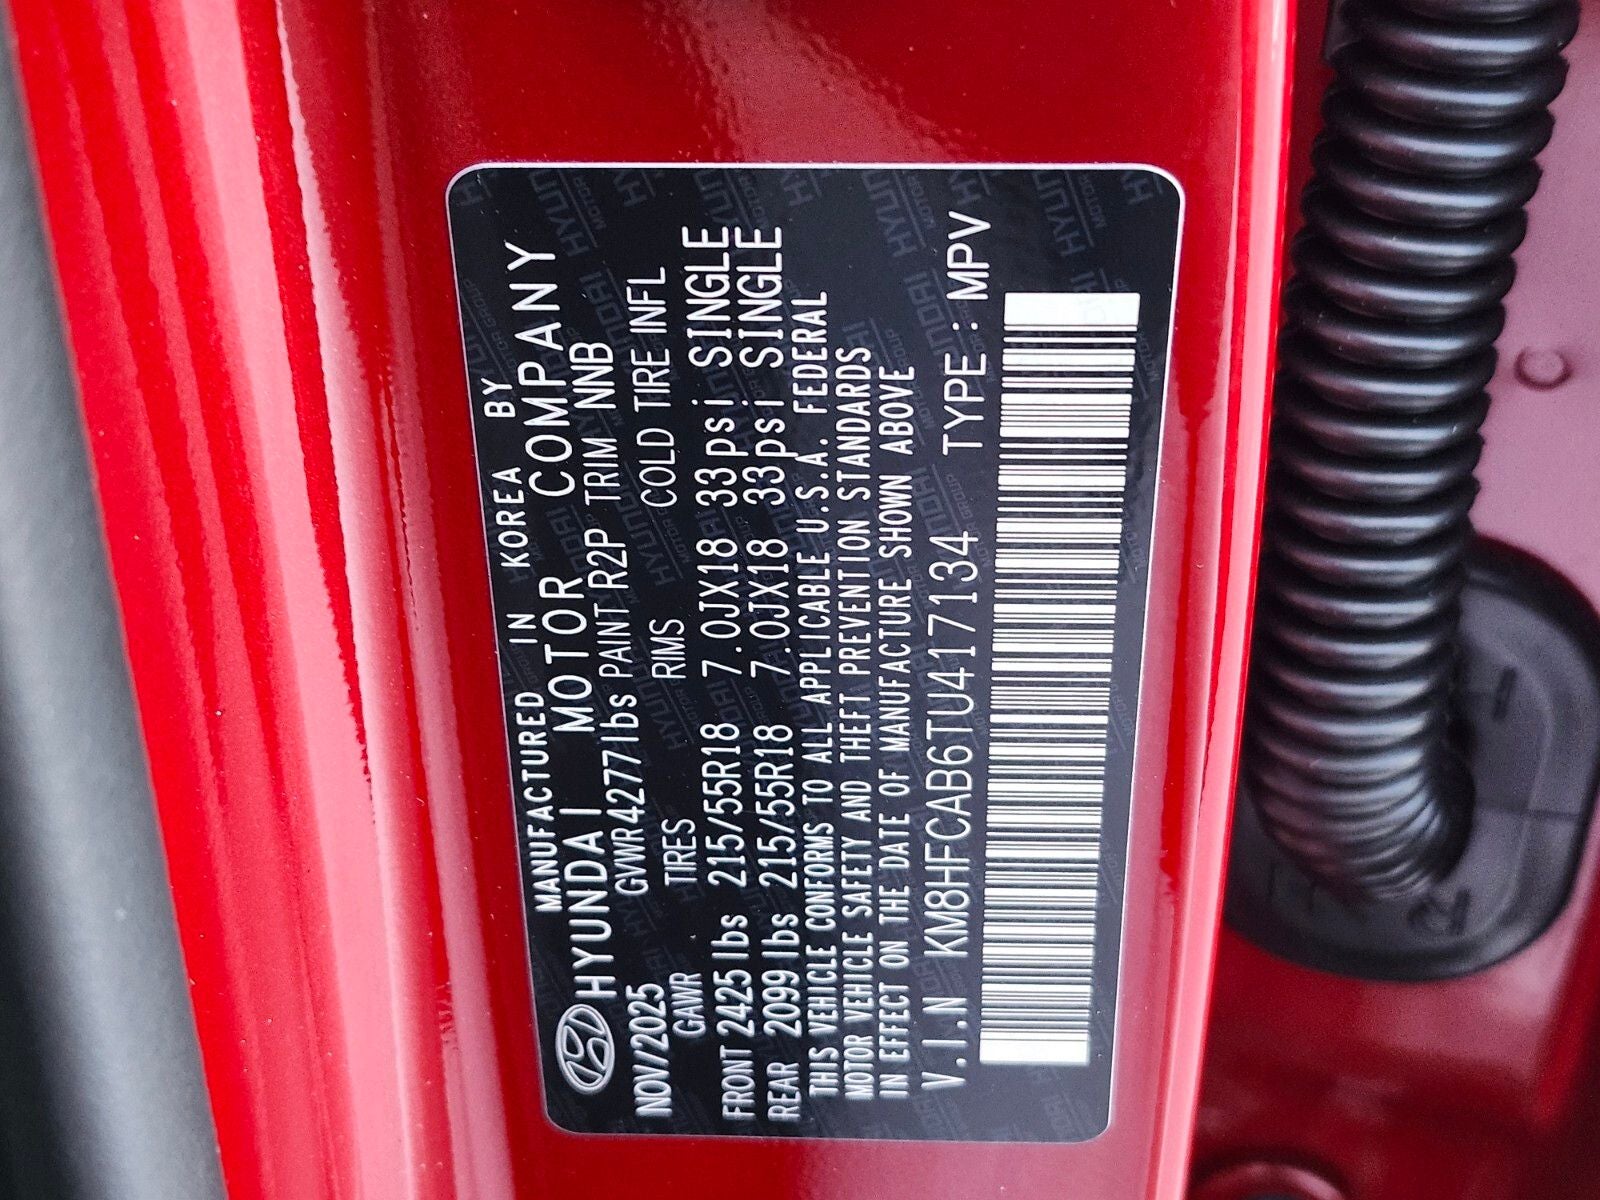 MANUFACTURED IN KOREA BY
HYUNDAI MOTOR COMPANY
NOV/2025 GVWR4277lbs PAINT R2P TRIM NNB
GAWR TIRES RIMS COLD TIRE INFL
FRONT 2425 lbs 215/55R18 7.0JX18 33psi SINGLE
REAR 2099 lbs 215/55R18 7.0JX18 33psi SINGLE
THIS VEHICLE CONFORMS TO ALL APPLICABLE U.S.A. FEDERAL
MOTOR VEHICLE SAFETY AND THEFT PREVENTION STANDARDS
IN EFFECT ON THE DATE OF MANUFACTURE SHOWN ABOVE
V.I.N KM8HFCAB6TU417134 TYPE: MPV